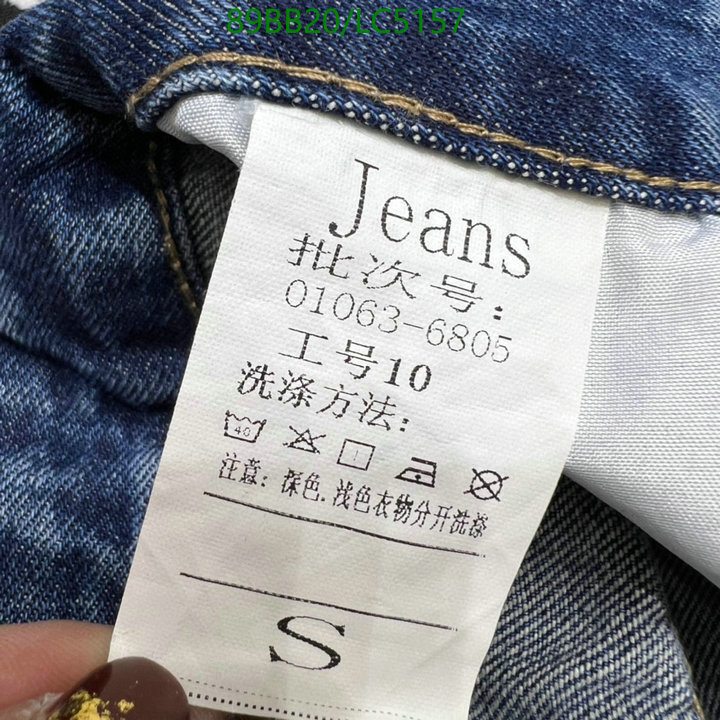 89BB20/LC5157
Jeans
批次号:
01063-6805
工号10
洗涤方法:
40
注意: 深色.浅色衣物分开洗涤
S